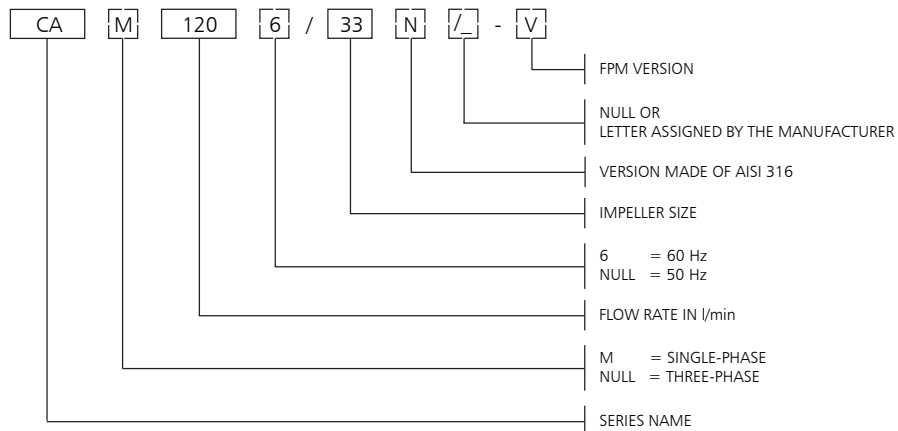 CA M 120 6 / 33 N /_ - V
FPM VERSION
NULL OR
LETTER ASSIGNED BY THE MANUFACTURER
VERSION MADE OF AISI 316
IMPELLER SIZE
6 = 60 Hz
NULL = 50 Hz
FLOW RATE IN l/min
M = SINGLE-PHASE
NULL = THREE-PHASE
SERIES NAME